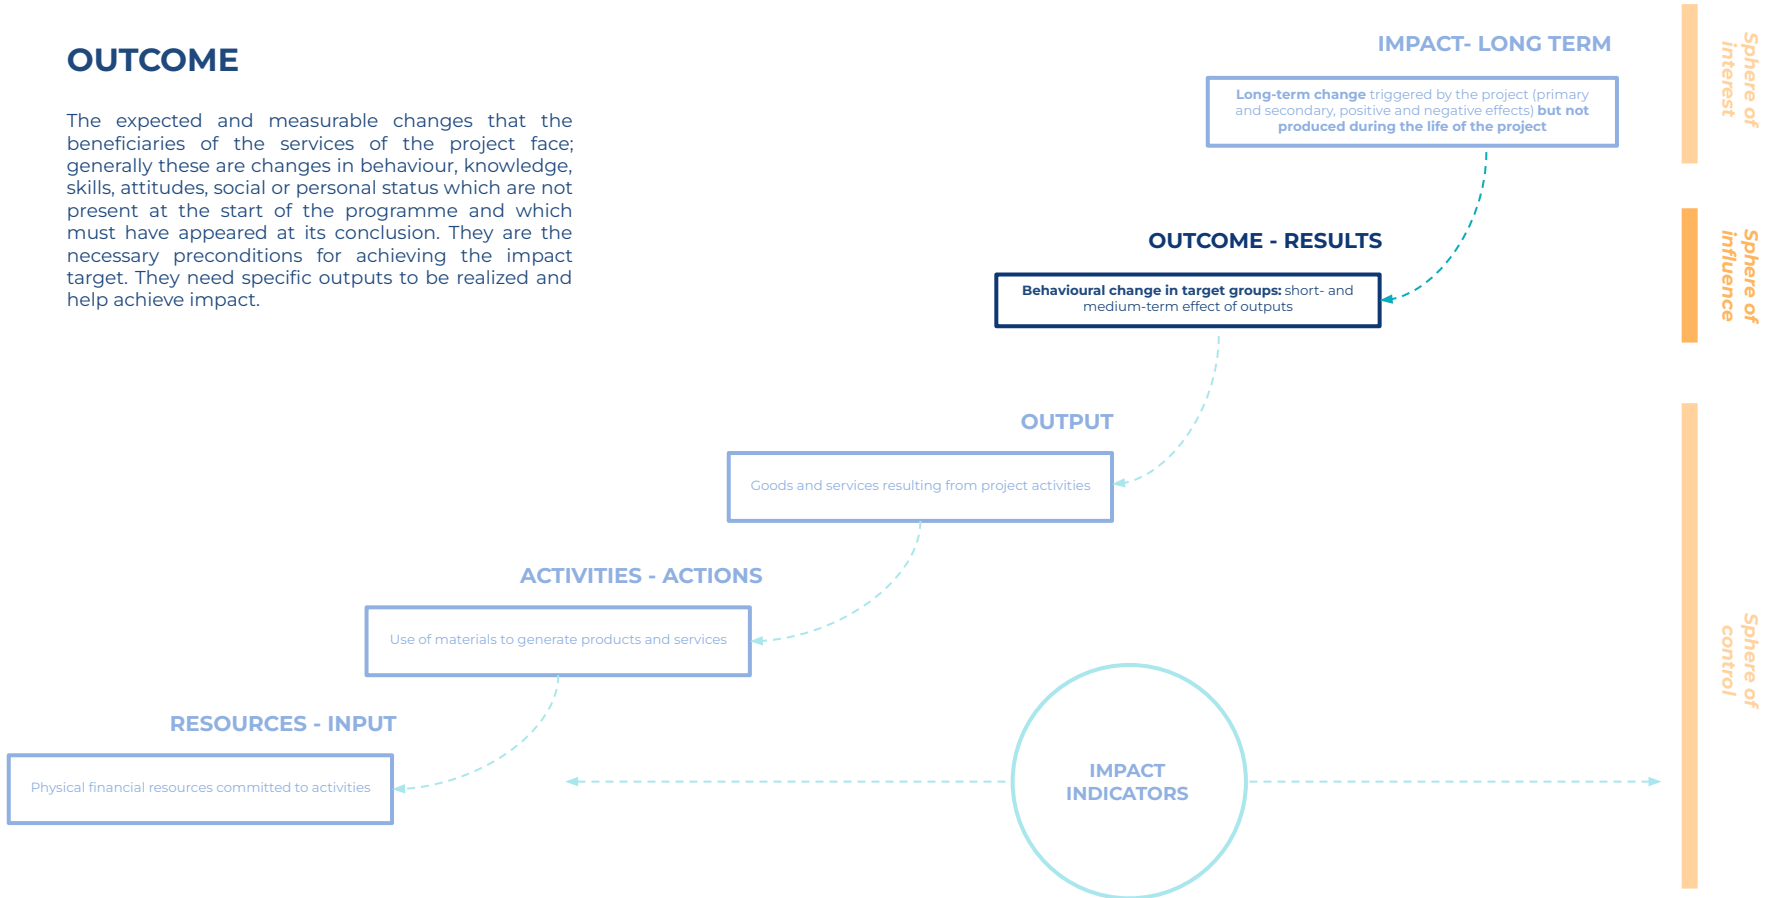 OUTCOME
The expected and measurable changes that the
beneficiaries of the services of the project face;
generally these are changes in behaviour, knowledge,
skills, attitudes, social or personal status which are not
present at the start of the programme and which
must have appeared at its conclusion. They are the
necessary preconditions for achieving the impact
target. They need specific outputs to be realized and
help achieve impact.
IMPACT- LONG TERM
Long-term change triggered by the project (primary
and secondary, positive and negative effects) but not
produced during the life of the project
Sphere of
interest
OUTCOME - RESULTS
Behavioural change in target groups: short- and
medium-term effect of outputs
Sphere of
influence
OUTPUT
Goods and services resulting from project activities
ACTIVITIES - ACTIONS
Use of materials to generate products and services
Sphere of
control
RESOURCES - INPUT
Physical financial resources committed to activities
IMPACT
INDICATORS